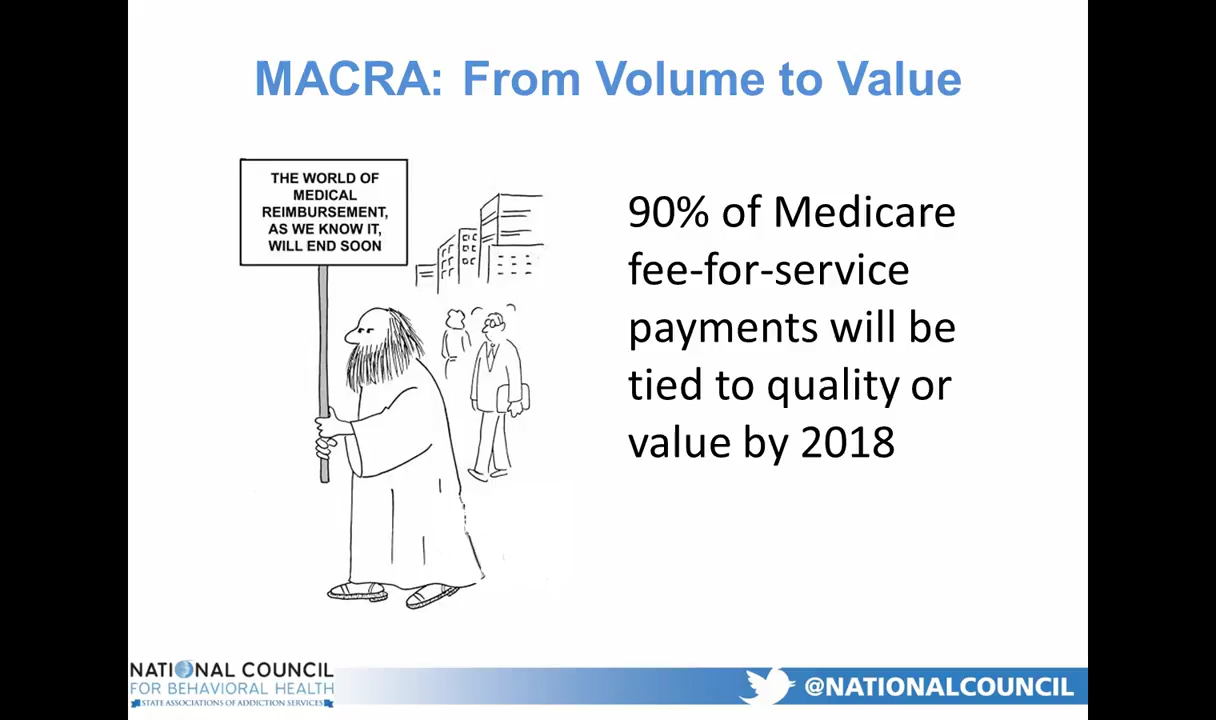 MACRA: From Volume to Value
THE WORLD OF
MEDICAL
REIMBURSEMENT,
AS WE KNOW IT,
WILL END SOON
90% of Medicare
fee-for-service
payments will be
tied to quality or
value by 2018
NATIONAL COUNCIL
FOR BEHAVIORAL HEALTH
STATE ASSOCIATIONS OF ADDICTION SERVICES
@NATIONALCOUNCIL